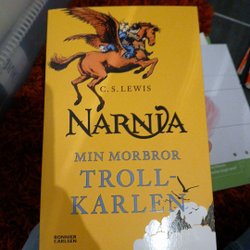 C. S. LEWIS
NARNIA
MIN MORBROR
TROLL-
KARLEN
BONNIER
CARLSEN